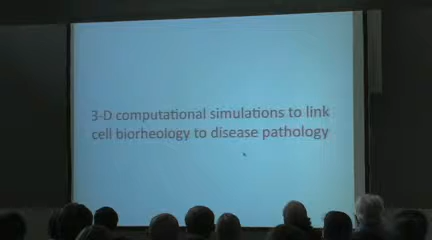 3-D computational simulations to link
cell biorheology to disease pathology